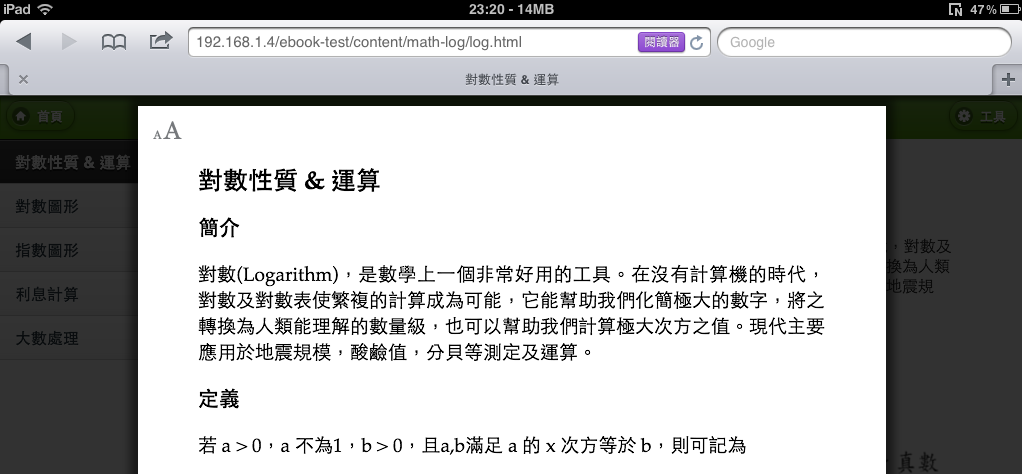 iPad 23:20 - 14MB 47%
192.168.1.4/ebook-test/content/math-log/log.html 閱讀器 Google
對數性質 & 運算
首頁 工具
AA
對數性質 & 運算
對數圖形
指數圖形
利息計算
大數處理
對數性質 & 運算
簡介
對數(Logarithm)，是數學上一個非常好用的工具。在沒有計算機的時代，
對數及對數表使繁複的計算成為可能，它能幫助我們化簡極大的數字，將之
轉換為人類能理解的數量級，也可以幫助我們計算極大次方之值。現代主要
應用於地震規模，酸鹼值，分貝等測定及運算。
定義
若 a > 0，a 不為1，b > 0，且a,b滿足 a 的 x 次方等於 b，則可記為
，對數及
換為人類
地震規
真數